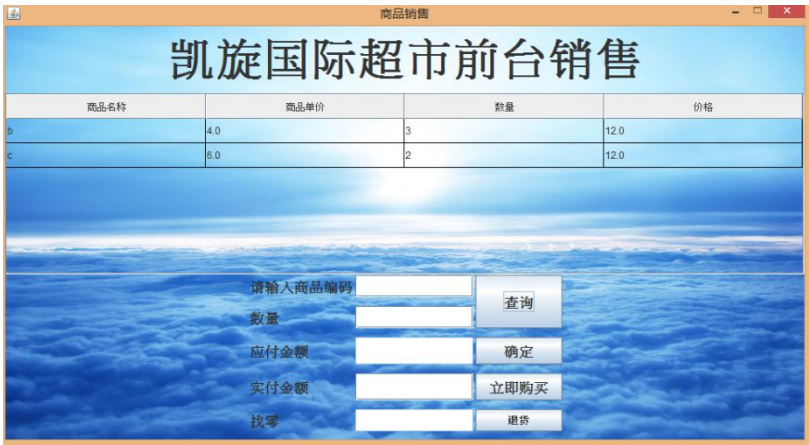 商品销售
凯旋国际超市前台销售
商品名称 商品单价 数量 价格
b 4.0 3 12.0
c 6.0 2 12.0
请输入商品编码
查询
数量
应付金额 确定
实付金额 立即购买
找零 退货